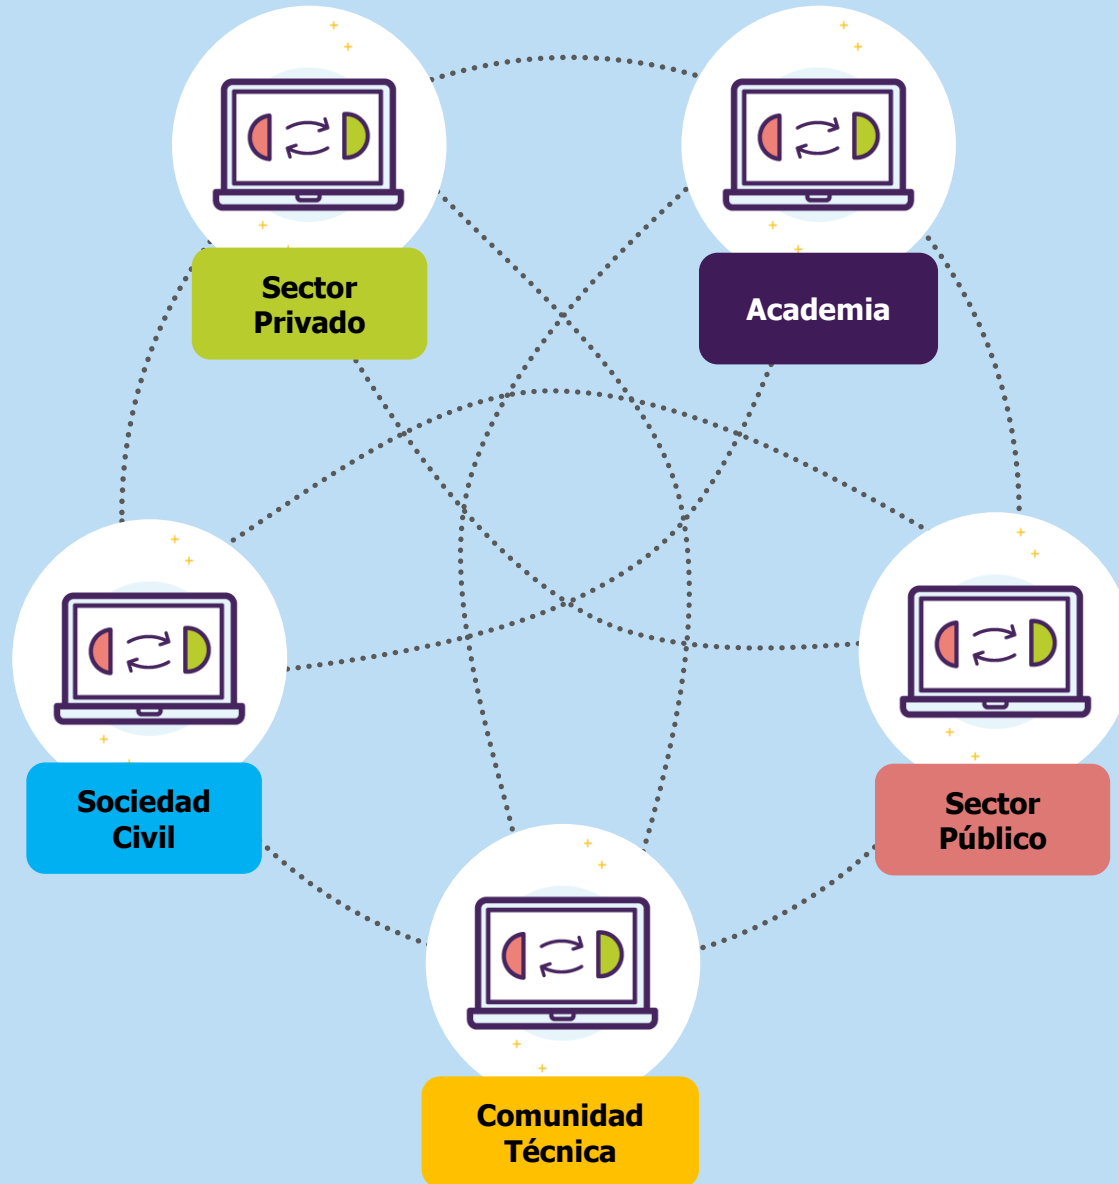 Sector
Privado
Academia
Sociedad
Civil
Sector
Público
Comunidad
Técnica